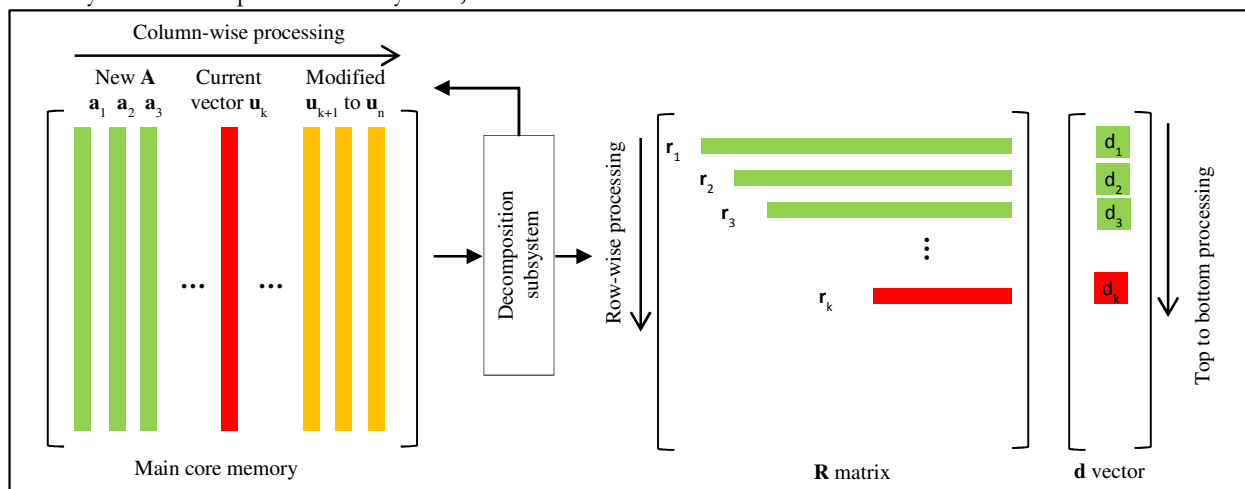 Column-wise processing
New A
a1 a2 a3
Current
vector uk
Modified
uk+1 to un
...
...
Main core memory
Decomposition
subsystem
Row-wise processing
r1
r2
r3
...
rk
R matrix
d1
d2
d3
dk
d vector
Top to bottom processing